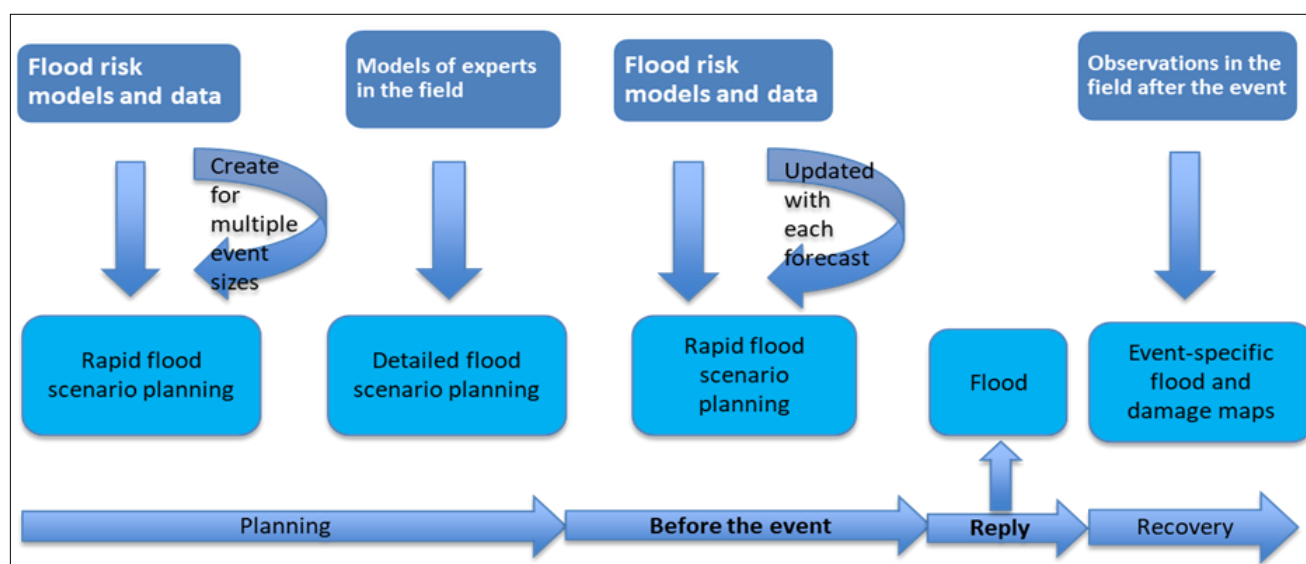 Flood risk
models and data
Models of experts
in the field
Flood risk
models and data
Observations in the
field after the event
Create
for
multiple
event
sizes
Updated
with
each
forecast
Rapid flood
scenario planning
Detailed flood
scenario planning
Rapid flood
scenario
planning
Flood
Event-specific
flood and
damage maps
Planning
Before the event
Reply
Recovery